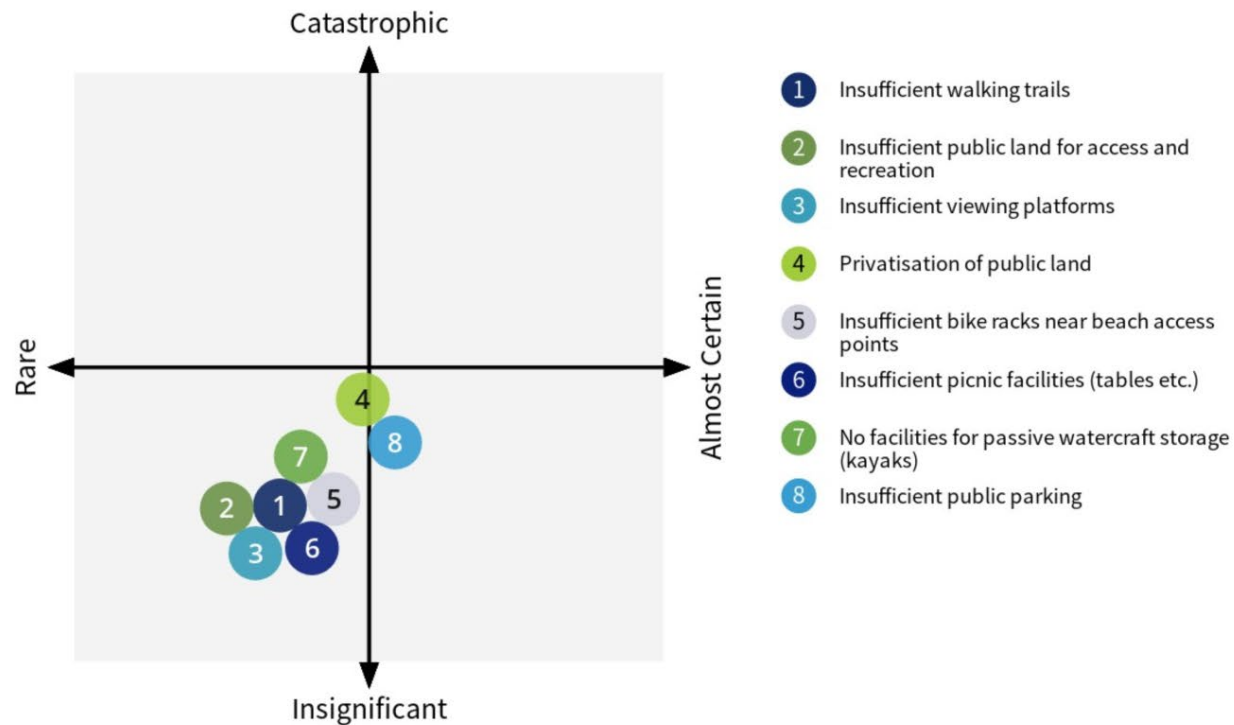 Catastrophic
Rare
Almost Certain
Insignificant
4
8
7
5
1
2
6
3
1 Insufficient walking trails
2 Insufficient public land for access and
recreation
3 Insufficient viewing platforms
4 Privatisation of public land
5 Insufficient bike racks near beach access
points
6 Insufficient picnic facilities (tables etc.)
7 No facilities for passive watercraft storage
(kayaks)
8 Insufficient public parking